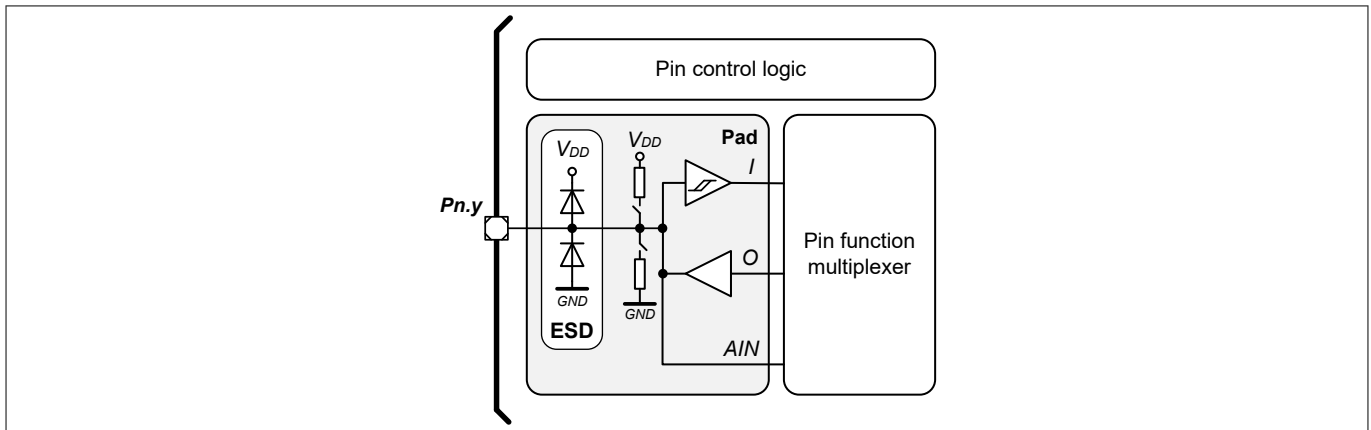 Pin control logic
VDD
VDD
Pad
I
Pn.y
O
Pin function
multiplexer
GND
GND
ESD
AIN